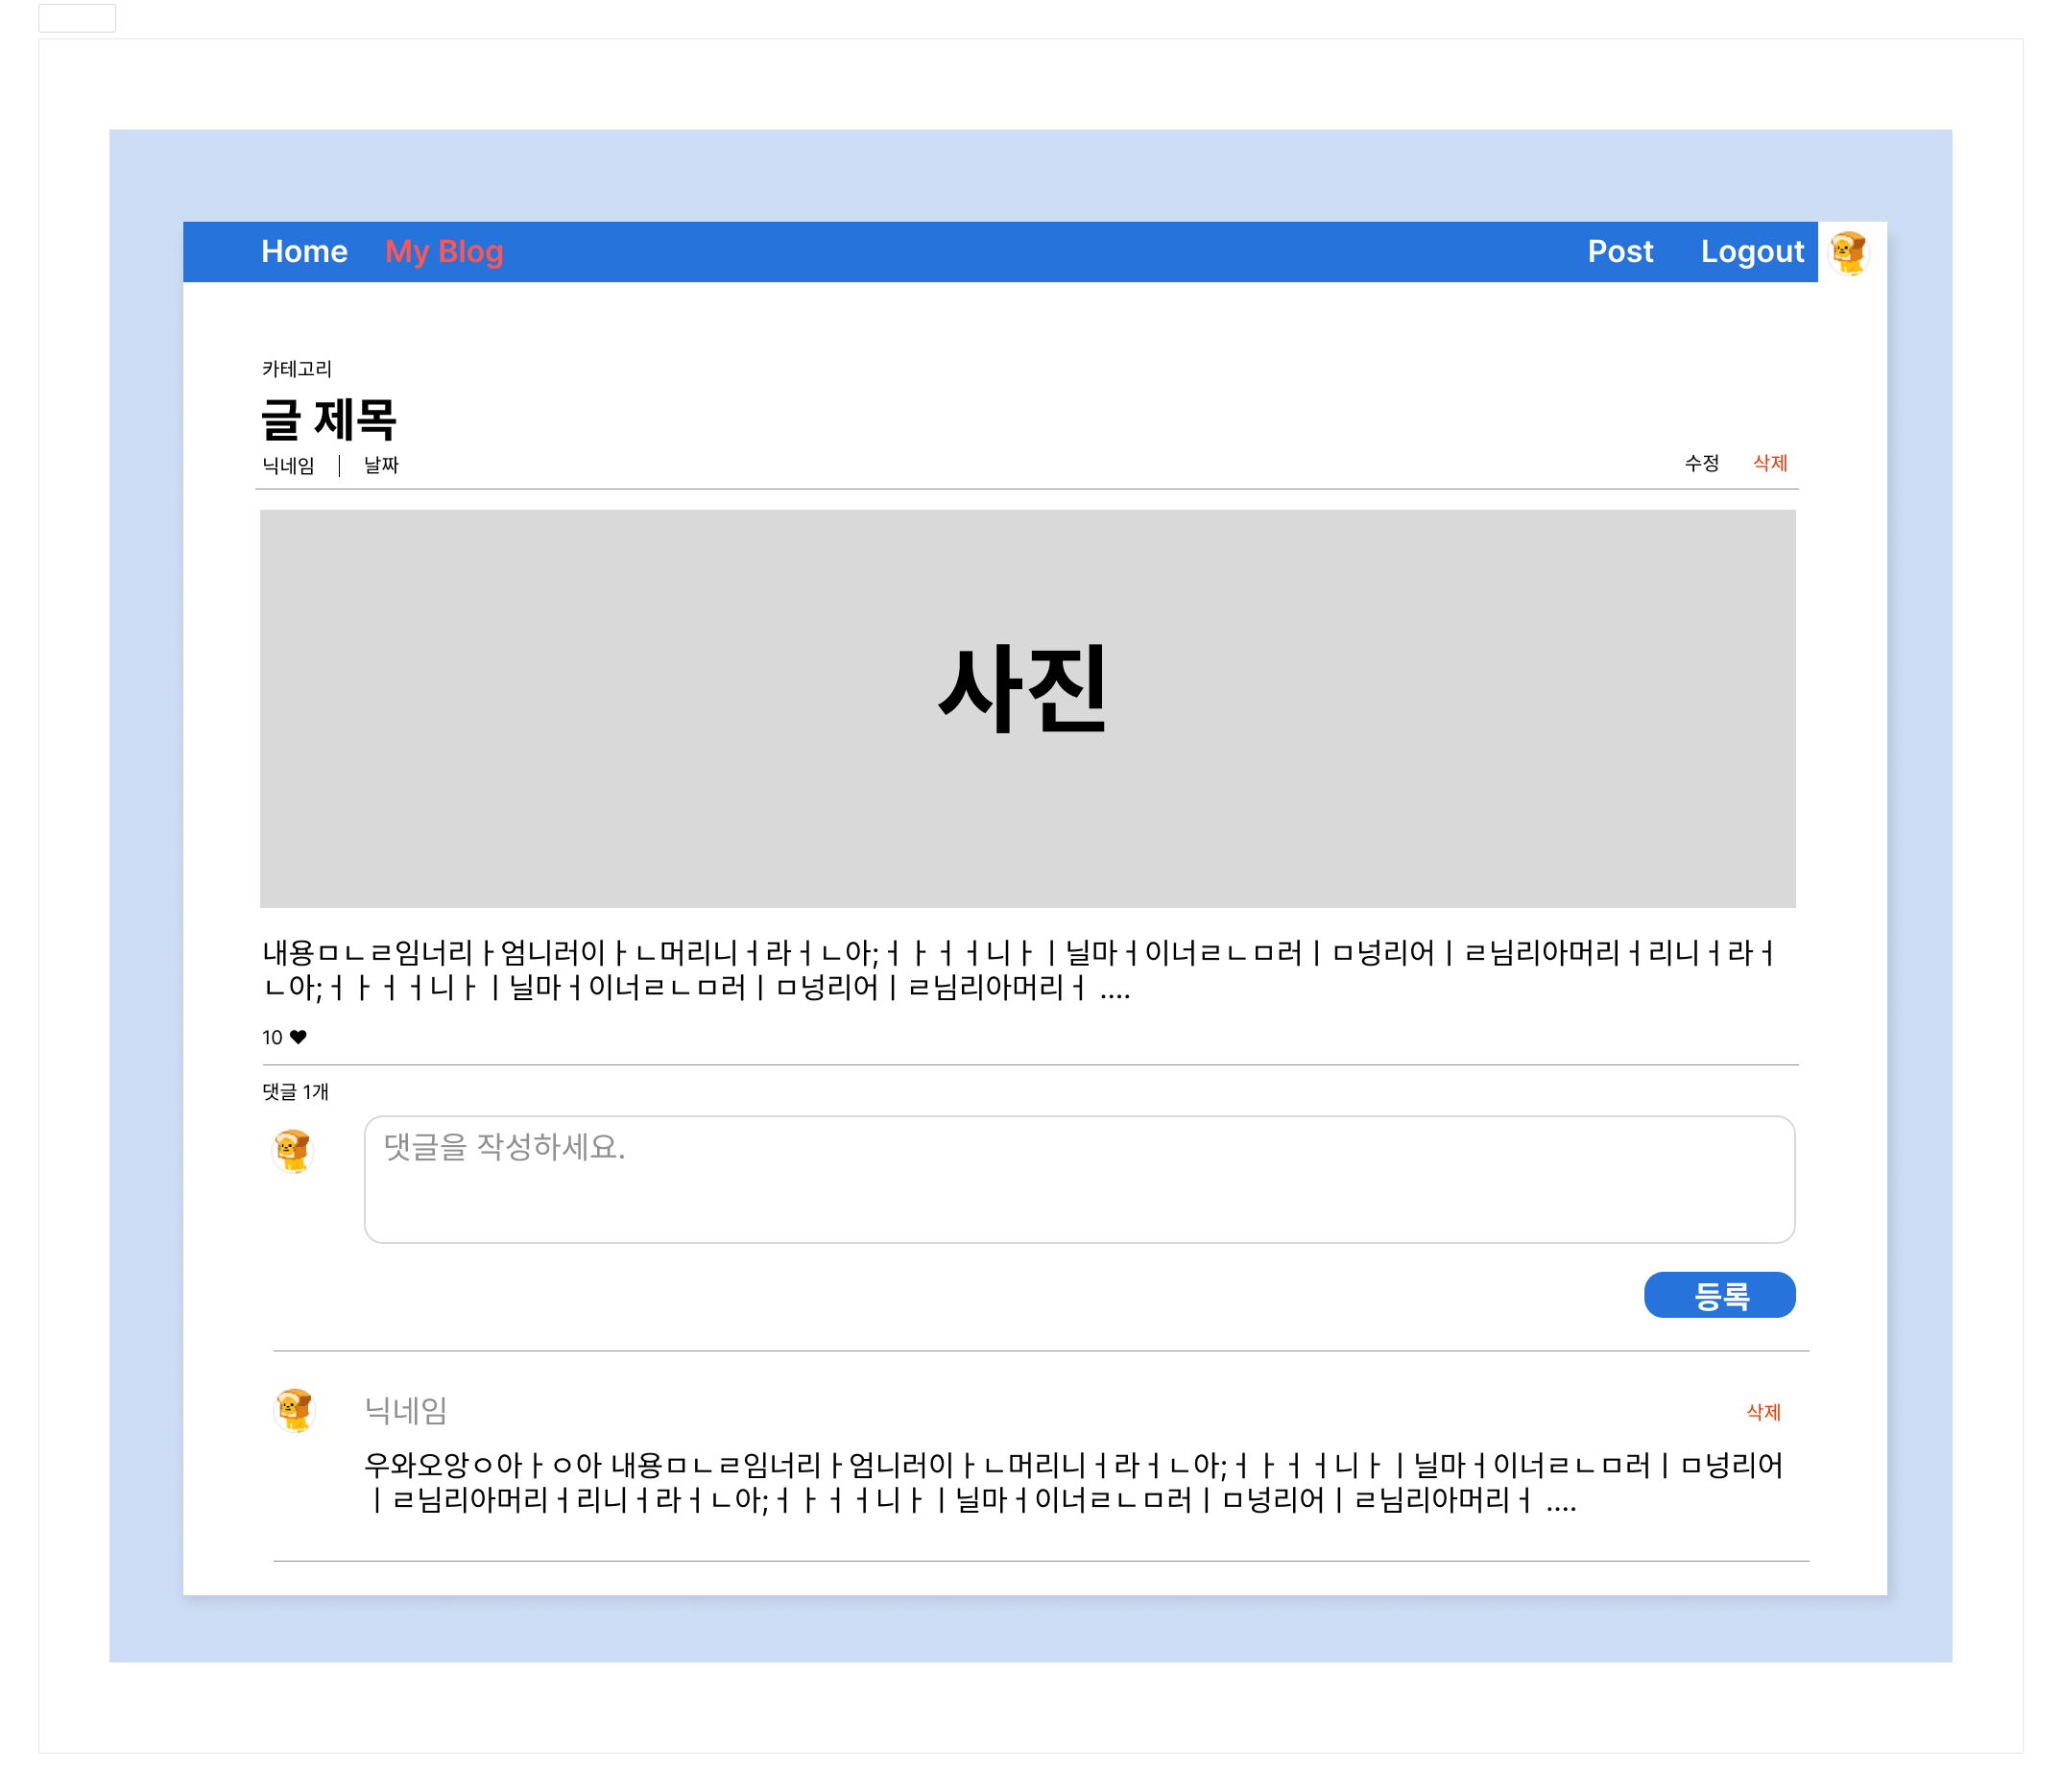 Home My Blog Post Logout
카테고리
글 제목
닉네임 | 날짜 수정 삭제
사진
내용ㅁㄴㄹ임너리ㅏ엄니러이ㅏㄴ머리니ㅓ라ㅓㄴ아;ㅓㅏㅓㅓ니ㅏㅣ닐마ㅓ이너ㄹㄴㅁ러ㅣㅁ넝리어ㅣㄹ님리아머리ㅓ리니ㅓ라ㅓ
ㄴ아;ㅓㅏㅓㅓ니ㅏㅣ닐마ㅓ이너ㄹㄴㅁ러ㅣㅁ넝리어ㅣㄹ님리아머리ㅓ ....
10 ♥
댓글 1개
댓글을 작성하세요.
등록
닉네임 삭제
우와오앙ㅇ아ㅏㅇ아 내용ㅁㄴㄹ임너리ㅏ엄니러이ㅏㄴ머리니ㅓ라ㅓㄴ아;ㅓㅏㅓㅓ니ㅏㅣ닐마ㅓ이너ㄹㄴㅁ러ㅣㅁ넝리어
ㅣㄹ님리아머리ㅓ리니ㅓ라ㅓㄴ아;ㅓㅏㅓㅓ니ㅏㅣ닐마ㅓ이너ㄹㄴㅁ러ㅣㅁ넝리어ㅣㄹ님리아머리ㅓ ....